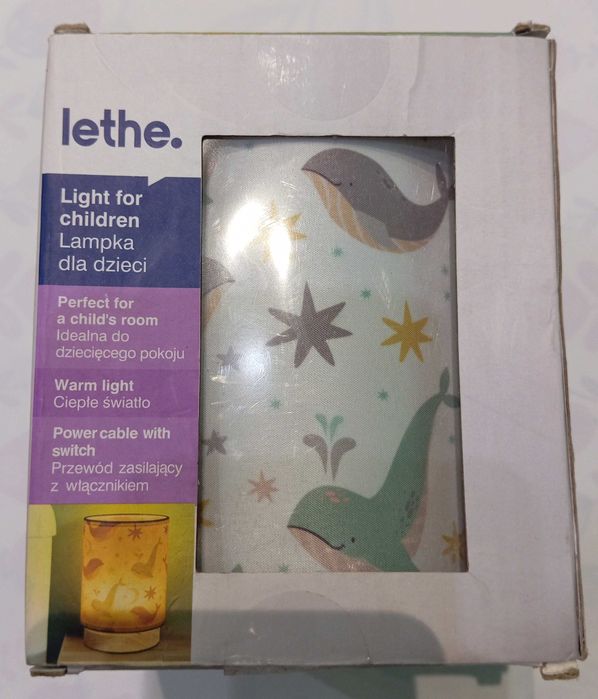 lethe.
Light for
children
Lampka
dla dzieci
Perfect for
a child's room
Idealna do
dziecięcego pokoju
Warm light
Ciepłe światło
Power cable with
switch
Przewód zasilający
z włącznikiem